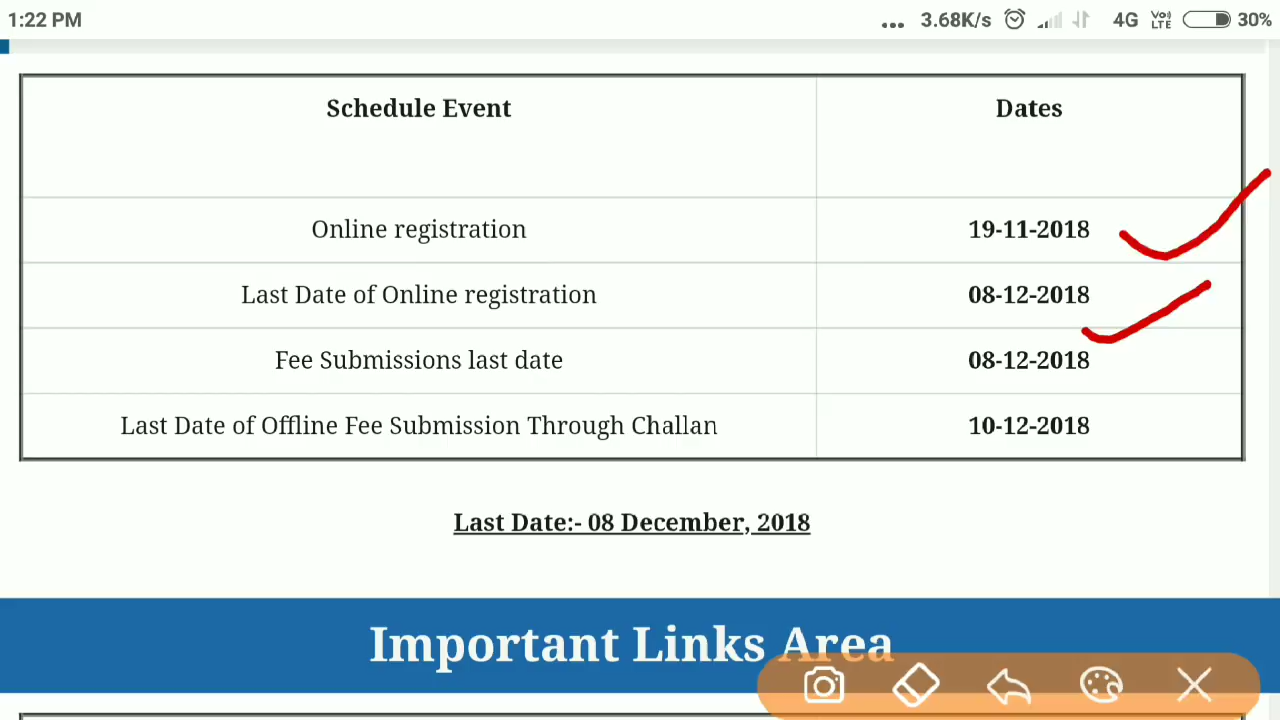 1:22 PM ... 3.68K/s 4G Vo)) LTE 30%
Schedule Event Dates
Online registration 19-11-2018
Last Date of Online registration 08-12-2018
Fee Submissions last date 08-12-2018
Last Date of Offline Fee Submission Through Challan 10-12-2018
Last Date:- 08 December, 2018
Important Links Area